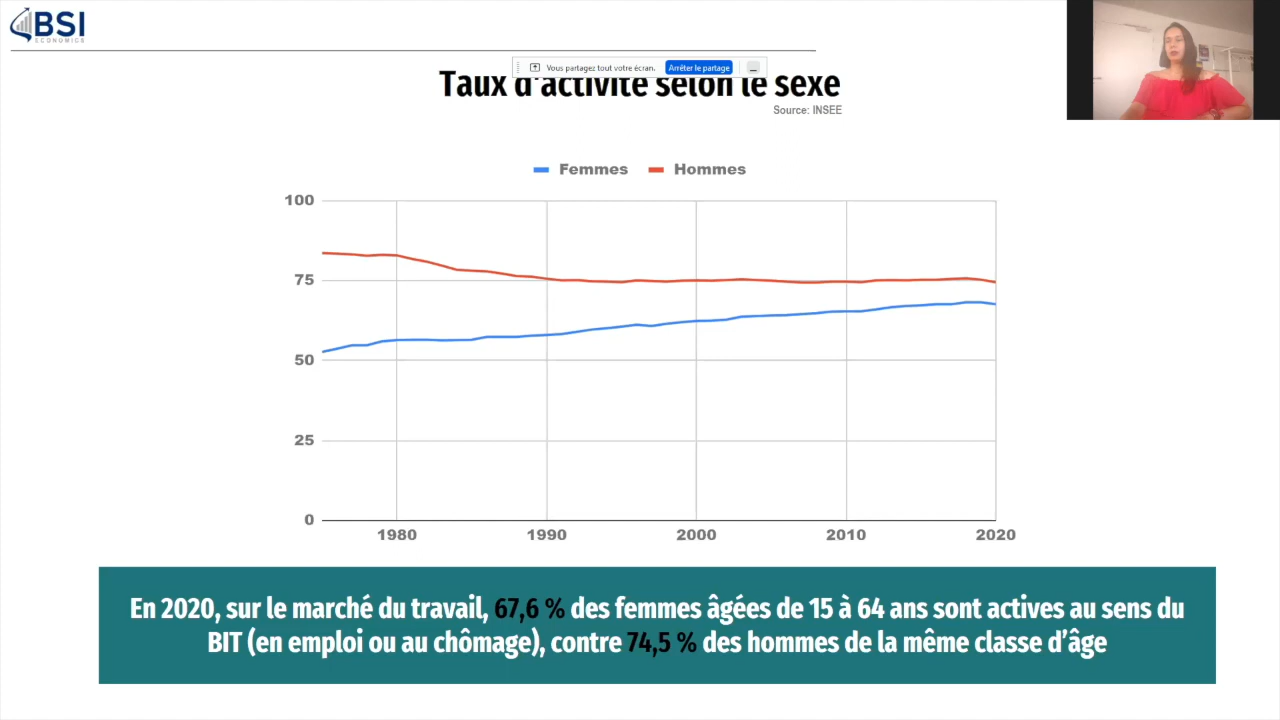 BSI
ECONOMICS
Vous partagez tout votre écran.
Arrêter le partage
Taux d'activité selon le sexe
Source: INSEE
Femmes
Hommes
100
75
50
25
0
1980
1990
2000
2010
2020
En 2020, sur le marché du travail, 67,6 % des femmes âgées de 15 à 64 ans sont actives au sens du
BIT (en emploi ou au chômage), contre 74,5 % des hommes de la même classe d'âge